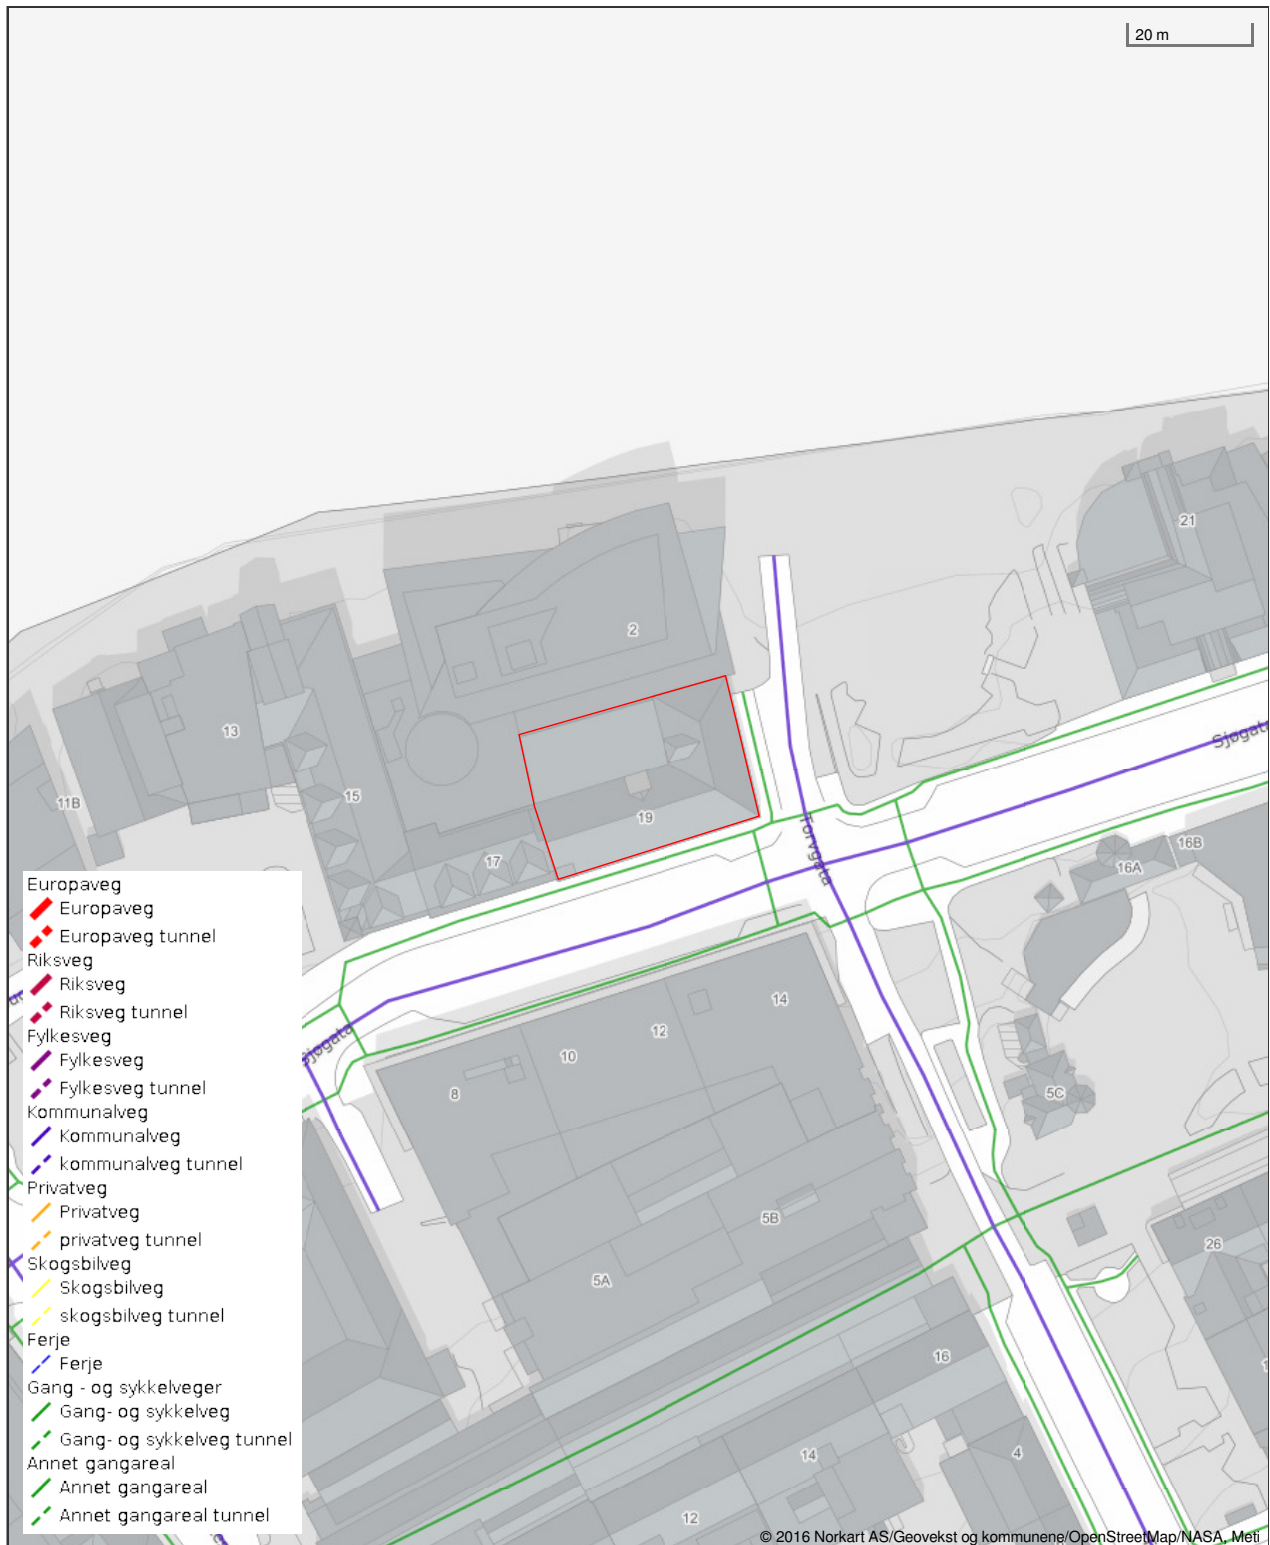 20 m
21
2
13
11B
15
19
17
Sjøgata
Torvgata
16B
16A
14
12
10
8
Sjøgata
5C
5B
5A
26
16
14
4
12
Europaveg
Europaveg
Europaveg tunnel
Riksveg
Riksveg
Riksveg tunnel
Fylkesveg
Fylkesveg
Fylkesveg tunnel
Kommunalveg
Kommunalveg
kommunalveg tunnel
Privatveg
Privatveg
privatveg tunnel
Skogsbilveg
Skogsbilveg
skogsbilveg tunnel
Ferje
Ferje
Gang - og sykkelveger
Gang- og sykkelveg
Gang- og sykkelveg tunnel
Annet gangareal
Annet gangareal
Annet gangareal tunnel
© 2016 Norkart AS/Geovekst og kommunene/OpenStreetMap/NASA, Meti